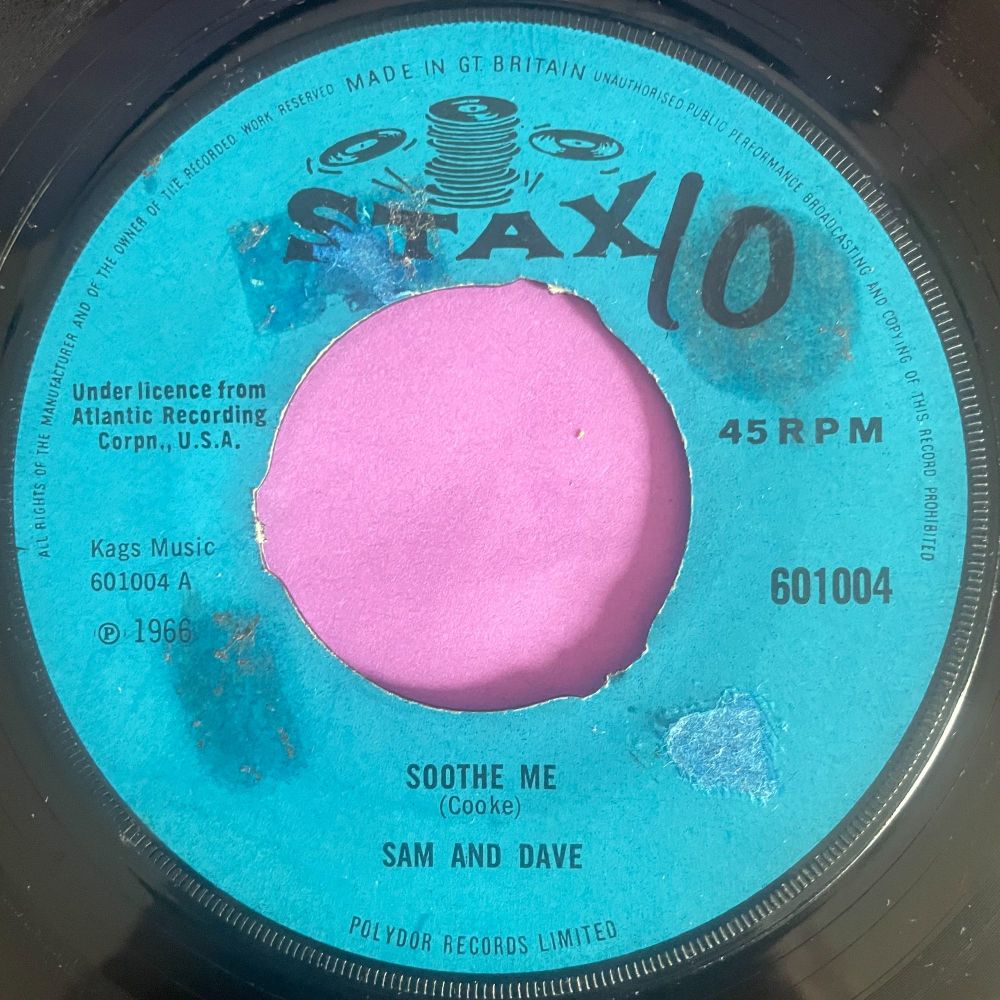 MADE IN GT. BRITAIN
UNAUTHORISED PUBLIC PERFORMANCE BROADCASTING AND COPYING OF THIS RECORD PROHIBITED
ALL RIGHTS OF THE MANUFACTURER AND OF THE OWNER OF THE RECORDED WORK RESERVED
STAX
10
Under licence from
Atlantic Recording
Corpn., U.S.A.
45 RPM
Kags Music
601004 A
℗ 1966
601004
SOOTHE ME
(Cooke)
SAM AND DAVE
POLYDOR RECORDS LIMITED